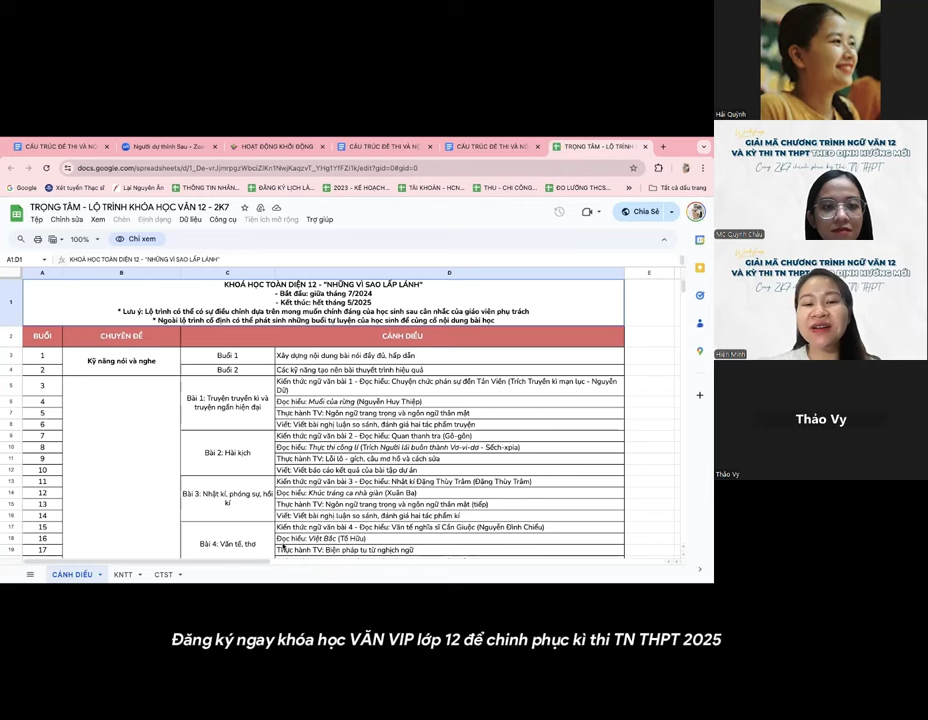 CẤU TRÚC ĐỀ THI VÀ NỘ
Người dự thính Sau - Zoo
HOẠT ĐỘNG KHỞI ĐỘNG
CẤU TRÚC ĐỀ THI VÀ NỘ
CẤU TRÚC ĐỀ THI VÀ NỘ
TRỌNG TÂM - LỘ TRÌNH
Google
Xét tuyển Thạc sĩ
Lại Nguyên Ân
THÔNG TIN NHÂN...
ĐĂNG KÝ LỊCH LÀ...
2023 - KẾ HOẠCH...
TÀI KHOẢN - HCN...
THU - CHI CÔNG...
ĐO LƯỜNG THCS...
Tất cả dấu trang
TRỌNG TÂM - LỘ TRÌNH KHÓA HỌC VĂN 12 - 2K7
Tệp Chỉnh sửa Xem Chèn Định dạng Dữ liệu Công cụ Tiện ích mở rộng Trợ giúp
Chia Sẻ
100%
Chỉ xem
A1:D1
KHOÁ HỌC TOÀN DIỆN 12 - "NHỮNG VÌ SAO LẤP LÁNH"
A B C D E
1
KHOÁ HỌC TOÀN DIỆN 12 - "NHỮNG VÌ SAO LẤP LÁNH"
- Bắt đầu: giữa tháng 7/2024
- Kết thúc: hết tháng 5/2025
* Lưu ý: Lộ trình có thể có sự điều chỉnh dựa trên mong muốn chính đáng của học sinh sau cân nhắc của giáo viên phụ trách
* Ngoài lộ trình cố định có thể phát sinh những buổi tự luyện của học sinh để củng cố nội dung bài học
2 BUỔI CHUYÊN ĐỀ CÁNH DIỀU
3 1 Kỹ năng nói và nghe Buổi 1 Xây dựng nội dung bài nói đầy đủ, hấp dẫn
4 2 Buổi 2 Các kỹ năng tạo nên bài thuyết trình hiệu quả
5 3 Bài 1: Truyện truyền kì và truyện ngắn hiện đại Kiến thức ngữ văn bài 1 - Đọc hiểu: Chuyện chức phán sự đền Tản Viên (Trích Truyền kì mạn lục - Nguyễn Dữ)
6 4 Đọc hiểu: Muối của rừng (Nguyễn Huy Thiệp)
7 5 Thực hành TV: Ngôn ngữ trang trọng và ngôn ngữ thân mật
8 6 Viết: Viết bài nghị luận so sánh, đánh giá hai tác phẩm truyện
9 7 Bài 2: Hài kịch Kiến thức ngữ văn bài 2 - Đọc hiểu: Quan thanh tra (Gô-gôn)
10 8 Đọc hiểu: Thực thi công lí (Trích Người lái buôn thành Vơ-ni-dơ - Sếch-xpia)
11 9 Thực hành TV: Lỗi lô - gích, câu mơ hồ và cách sửa
12 10 Viết: Viết báo cáo kết quả của bài tập dự án
13 11 Bài 3: Nhật kí, phóng sự, hồi kí Kiến thức ngữ văn bài 3 - Đọc hiểu: Nhật kí Đặng Thùy Trâm (Đặng Thùy Trâm)
14 12 Đọc hiểu: Khúc tráng ca nhà giàn (Xuân Ba)
15 13 Thực hành TV: Ngôn ngữ trang trọng và ngôn ngữ thân mật (tiếp)
16 14 Viết: Viết bài nghị luận so sánh, đánh giá hai tác phẩm kí
17 15 Bài 4: Văn tế, thơ Kiến thức ngữ văn bài 4 - Đọc hiểu: Văn tế nghĩa sĩ Cần Giuộc (Nguyễn Đình Chiểu)
18 16 Đọc hiểu: Việt Bắc (Tố Hữu)
19 17 Thực hành TV: Biện pháp tu từ nghịch ngữ
CÁNH DIỀU KNTT CTST
Hải Quỳnh
Workshop
GIẢI MÃ CHƯƠNG TRÌNH NGỮ VĂN 12
VÀ KỲ THI TN THPT THEO ĐỊNH HƯỚNG MỚI
MC Quỳnh Châu
Workshop
GIẢI MÃ CHƯƠNG TRÌNH NGỮ VĂN 12
VÀ KỲ THI TN THPT THEO ĐỊNH HƯỚNG MỚI
Hiền Minh
Thảo Vy
Thảo Vy
Đăng ký ngay khóa học VĂN VIP lớp 12 để chinh phục kì thi TN THPT 2025